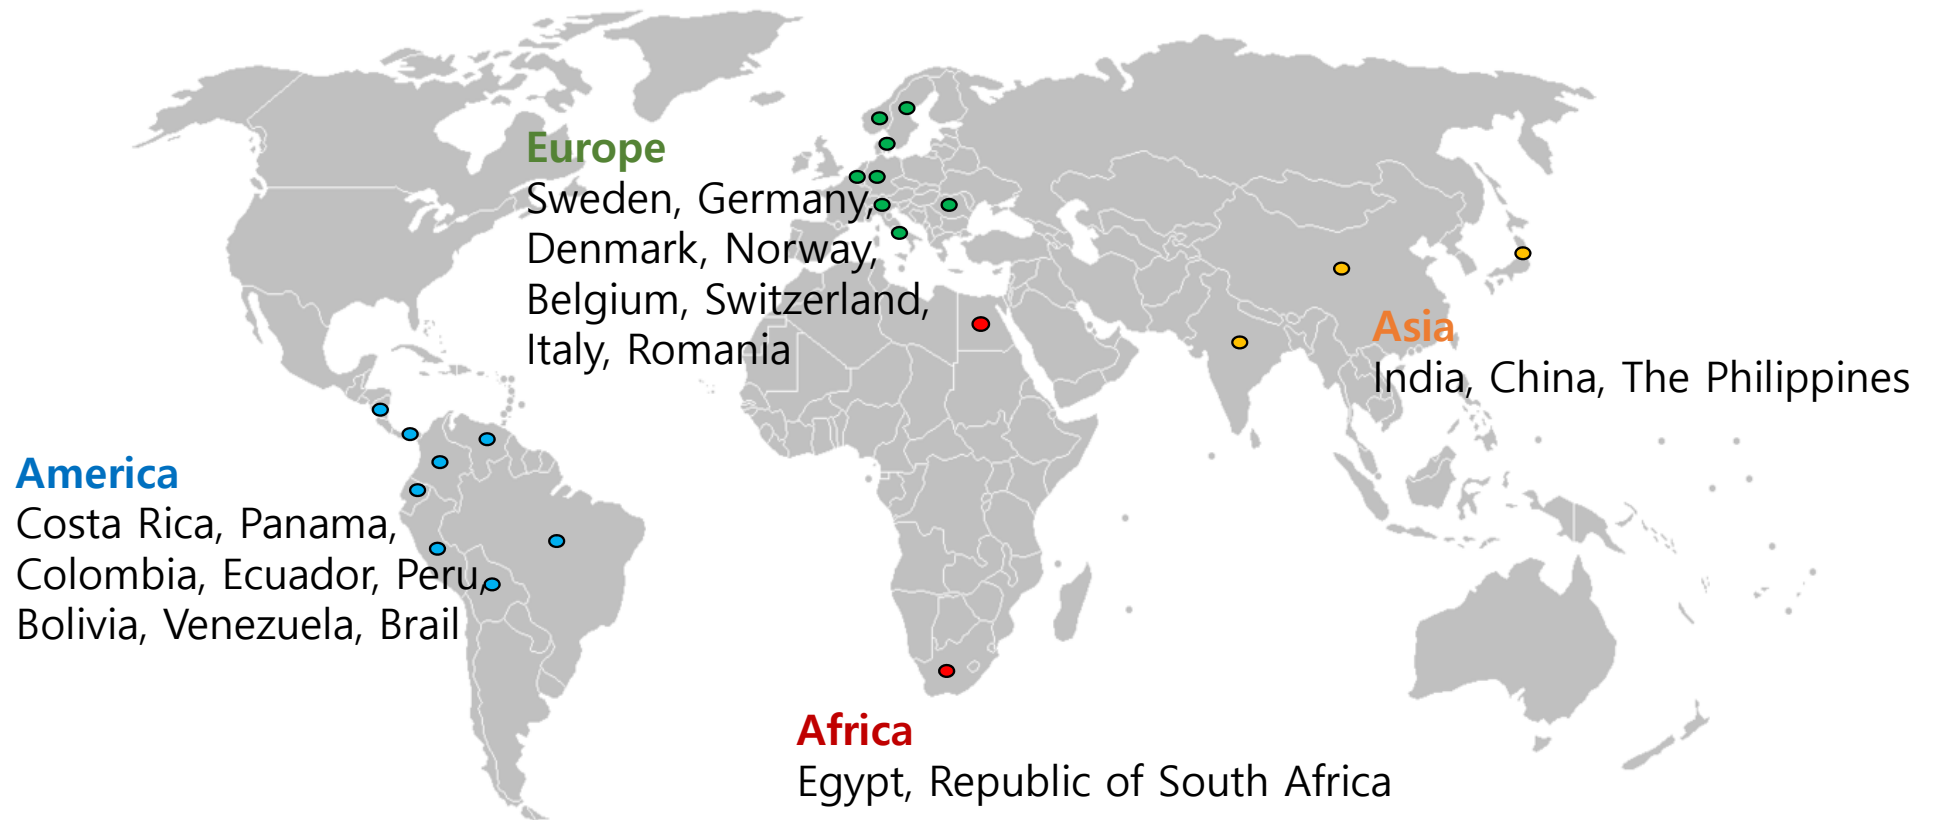 Europe
Sweden, Germany,
Denmark, Norway,
Belgium, Switzerland,
Italy, Romania
Asia
India, China, The Philippines
America
Costa Rica, Panama,
Colombia, Ecuador, Peru,
Bolivia, Venezuela, Brail
Africa
Egypt, Republic of South Africa